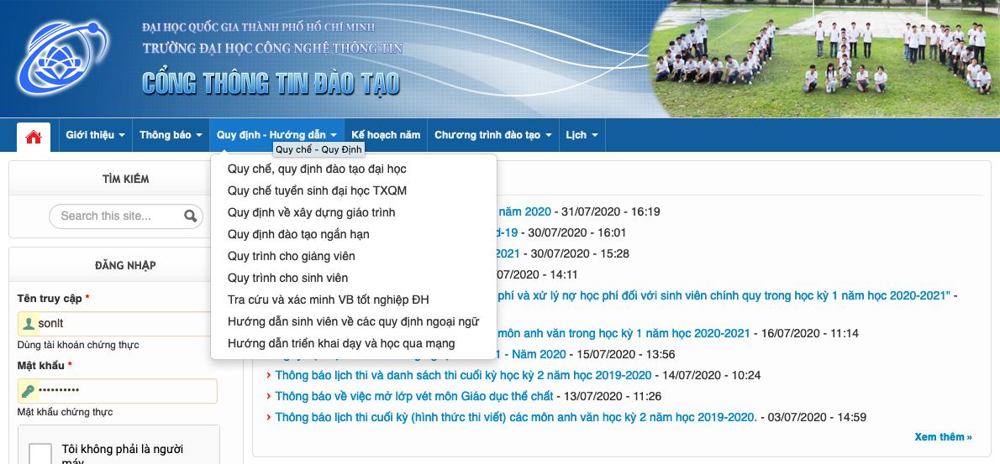 ĐẠI HỌC QUỐC GIA THÀNH PHỐ HỒ CHÍ MINH
TRƯỜNG ĐẠI HỌC CÔNG NGHỆ THÔNG TIN
CỔNG THÔNG TIN ĐÀO TẠO
Giới thiệu Thông báo Quy định - Hướng dẫn Kế hoạch năm Chương trình đào tạo Lịch
Quy chế - Quy Định
TÌM KIẾM
Search this site...
ĐĂNG NHẬP
Tên truy cập *
sonlt
Dùng tài khoản chứng thực
Mật khẩu *
••••••••••
Mật khẩu chứng thực
Tôi không phải là người
máy
Quy chế, quy định đào tạo đại học
Quy chế tuyển sinh đại học TXQM
Quy định về xây dựng giáo trình
Quy định đào tạo ngắn hạn
Quy trình cho giảng viên
Quy trình cho sinh viên
Tra cứu và xác minh VB tốt nghiệp ĐH
Hướng dẫn sinh viên về các quy định ngoại ngữ
Hướng dẫn triển khai dạy và học qua mạng
năm 2020 - 31/07/2020 - 16:19
d-19 - 30/07/2020 - 16:01
2021 - 30/07/2020 - 15:28
07/2020 - 14:11
phí và xử lý nợ học phí đối với sinh viên chính quy trong học kỳ 1 năm học 2020-2021" -
môn anh văn trong học kỳ 1 năm học 2020-2021 - 16/07/2020 - 11:14
1 - Năm 2020 - 15/07/2020 - 13:56
Thông báo lịch thi và danh sách thi cuối kỳ học kỳ 2 năm học 2019-2020 - 14/07/2020 - 10:24
Thông báo về việc mở lớp vét môn Giáo dục thể chất - 13/07/2020 - 11:26
Thông báo lịch thi cuối kỳ (hình thức thi viết) các môn anh văn học kỳ 2 năm học 2019-2020. - 03/07/2020 - 14:59
Xem thêm »